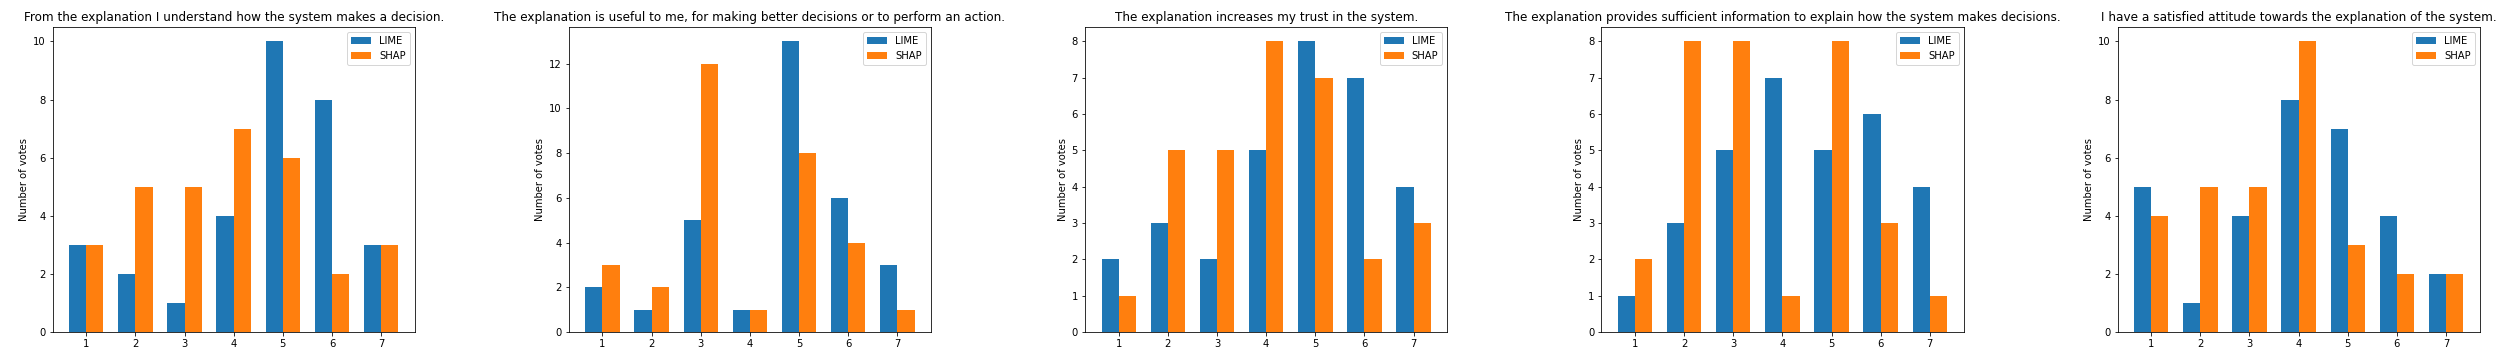 From the explanation I understand how the system makes a decision.
Number of votes
10
8
6
4
2
0
LIME
SHAP
1 2 3 4 5 6 7
The explanation is useful to me, for making better decisions or to perform an action.
Number of votes
12
10
8
6
4
2
0
LIME
SHAP
1 2 3 4 5 6 7
The explanation increases my trust in the system.
Number of votes
8
7
6
5
4
3
2
1
0
LIME
SHAP
1 2 3 4 5 6 7
The explanation provides sufficient information to explain how the system makes decisions.
Number of votes
8
7
6
5
4
3
2
1
0
LIME
SHAP
1 2 3 4 5 6 7
I have a satisfied attitude towards the explanation of the system.
Number of votes
10
8
6
4
2
0
LIME
SHAP
1 2 3 4 5 6 7